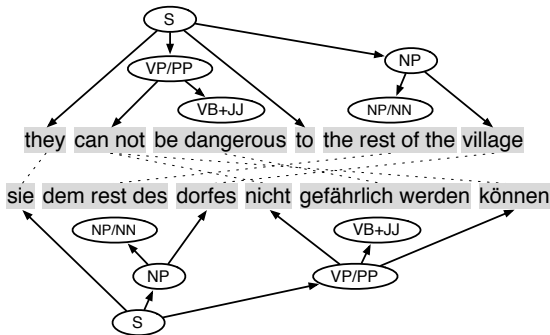 S
VP/PP
NP
VB+JJ
NP/NN
they can not be dangerous to the rest of the village
sie dem rest des dorfes nicht gefährlich werden können
NP/NN
VB+JJ
NP
VP/PP
S